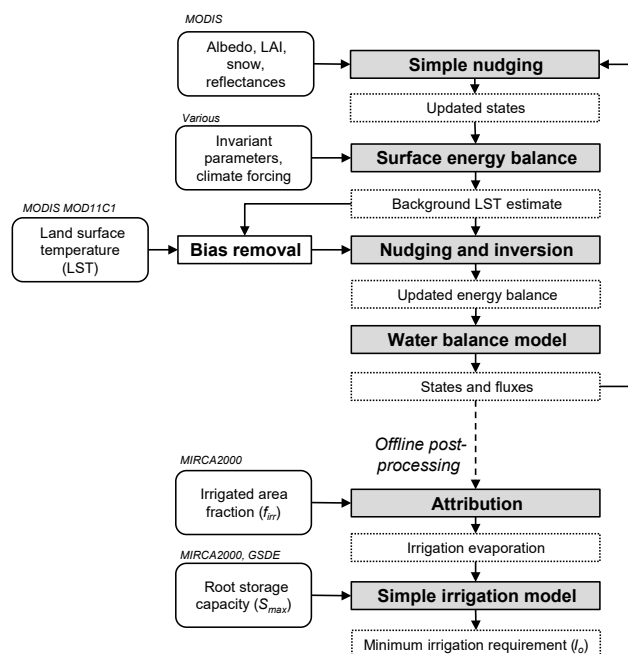 MODIS
Albedo, LAI,
snow,
reflectances
Simple nudging
Updated states
Various
Invariant
parameters,
climate forcing
Surface energy balance
Background LST estimate
MODIS MOD11C1
Land surface
temperature
(LST)
Bias removal
Nudging and inversion
Updated energy balance
Water balance model
States and fluxes
Offline post-
processing
MIRCA2000
Irrigated area
fraction (firr)
Attribution
Irrigation evaporation
MIRCA2000, GSDE
Root storage
capacity (Smax)
Simple irrigation model
Minimum irrigation requirement (Io)